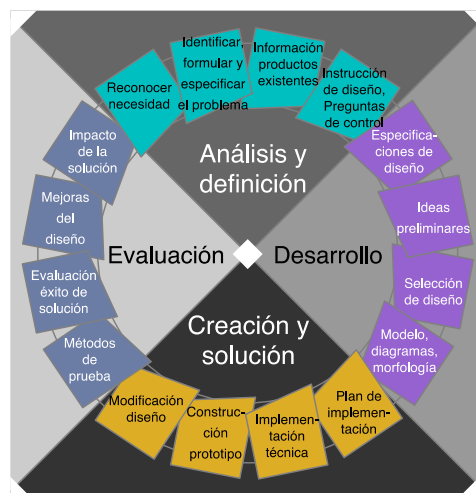 Reconocer
necesidad
Identificar,
formular y
especificar
el problema
Información
productos
existentes
Instrucción
de diseño,
Preguntas
de control
Especifica-
ciones de
diseño
Ideas
preliminares
Selección
de diseño
Modelo,
diagramas,
morfología
Plan de
implemen-
tación
Implemen-
tación
técnica
Construc-
cción
prototipo
Modificación
diseño
Métodos
de
prueba
Evaluación
éxito de
solución
Mejoras
del
diseño
Impacto
de la
solución
Análisis y
definición
Evaluación
Desarrollo
Creación y
solución